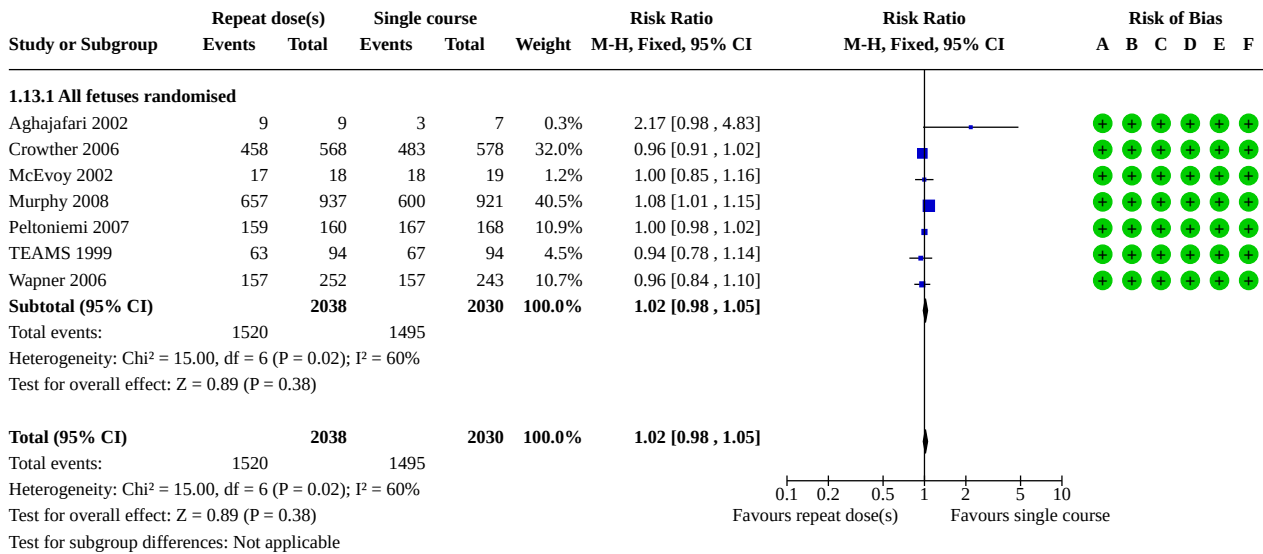 Repeat dose(s) Single course Risk Ratio Risk Ratio Risk of Bias
Study or Subgroup Events Total Events Total Weight M-H, Fixed, 95% CI M-H, Fixed, 95% CI A B C D E F
1.13.1 All fetuses randomised
Aghajafari 2002 9 9 3 7 0.3% 2.17 [0.98 , 4.83] + + + + + +
Crowther 2006 458 568 483 578 32.0% 0.96 [0.91 , 1.02] + + + + + +
McEvoy 2002 17 18 18 19 1.2% 1.00 [0.85 , 1.16] + + + + + +
Murphy 2008 657 937 600 921 40.5% 1.08 [1.01 , 1.15] + + + + + +
Peltoniemi 2007 159 160 167 168 10.9% 1.00 [0.98 , 1.02] + + + + + +
TEAMS 1999 63 94 67 94 4.5% 0.94 [0.78 , 1.14] + + + + + +
Wapner 2006 157 252 157 243 10.7% 0.96 [0.84 , 1.10] + + + + + +
Subtotal (95% CI) 2038 2030 100.0% 1.02 [0.98 , 1.05]
Total events: 1520 1495
Heterogeneity: Chi² = 15.00, df = 6 (P = 0.02); I² = 60%
Test for overall effect: Z = 0.89 (P = 0.38)
Total (95% CI) 2038 2030 100.0% 1.02 [0.98 , 1.05]
Total events: 1520 1495
Heterogeneity: Chi² = 15.00, df = 6 (P = 0.02); I² = 60%
0.1 0.2 0.5 1 2 5 10
Test for overall effect: Z = 0.89 (P = 0.38)
Favours repeat dose(s) Favours single course
Test for subgroup differences: Not applicable